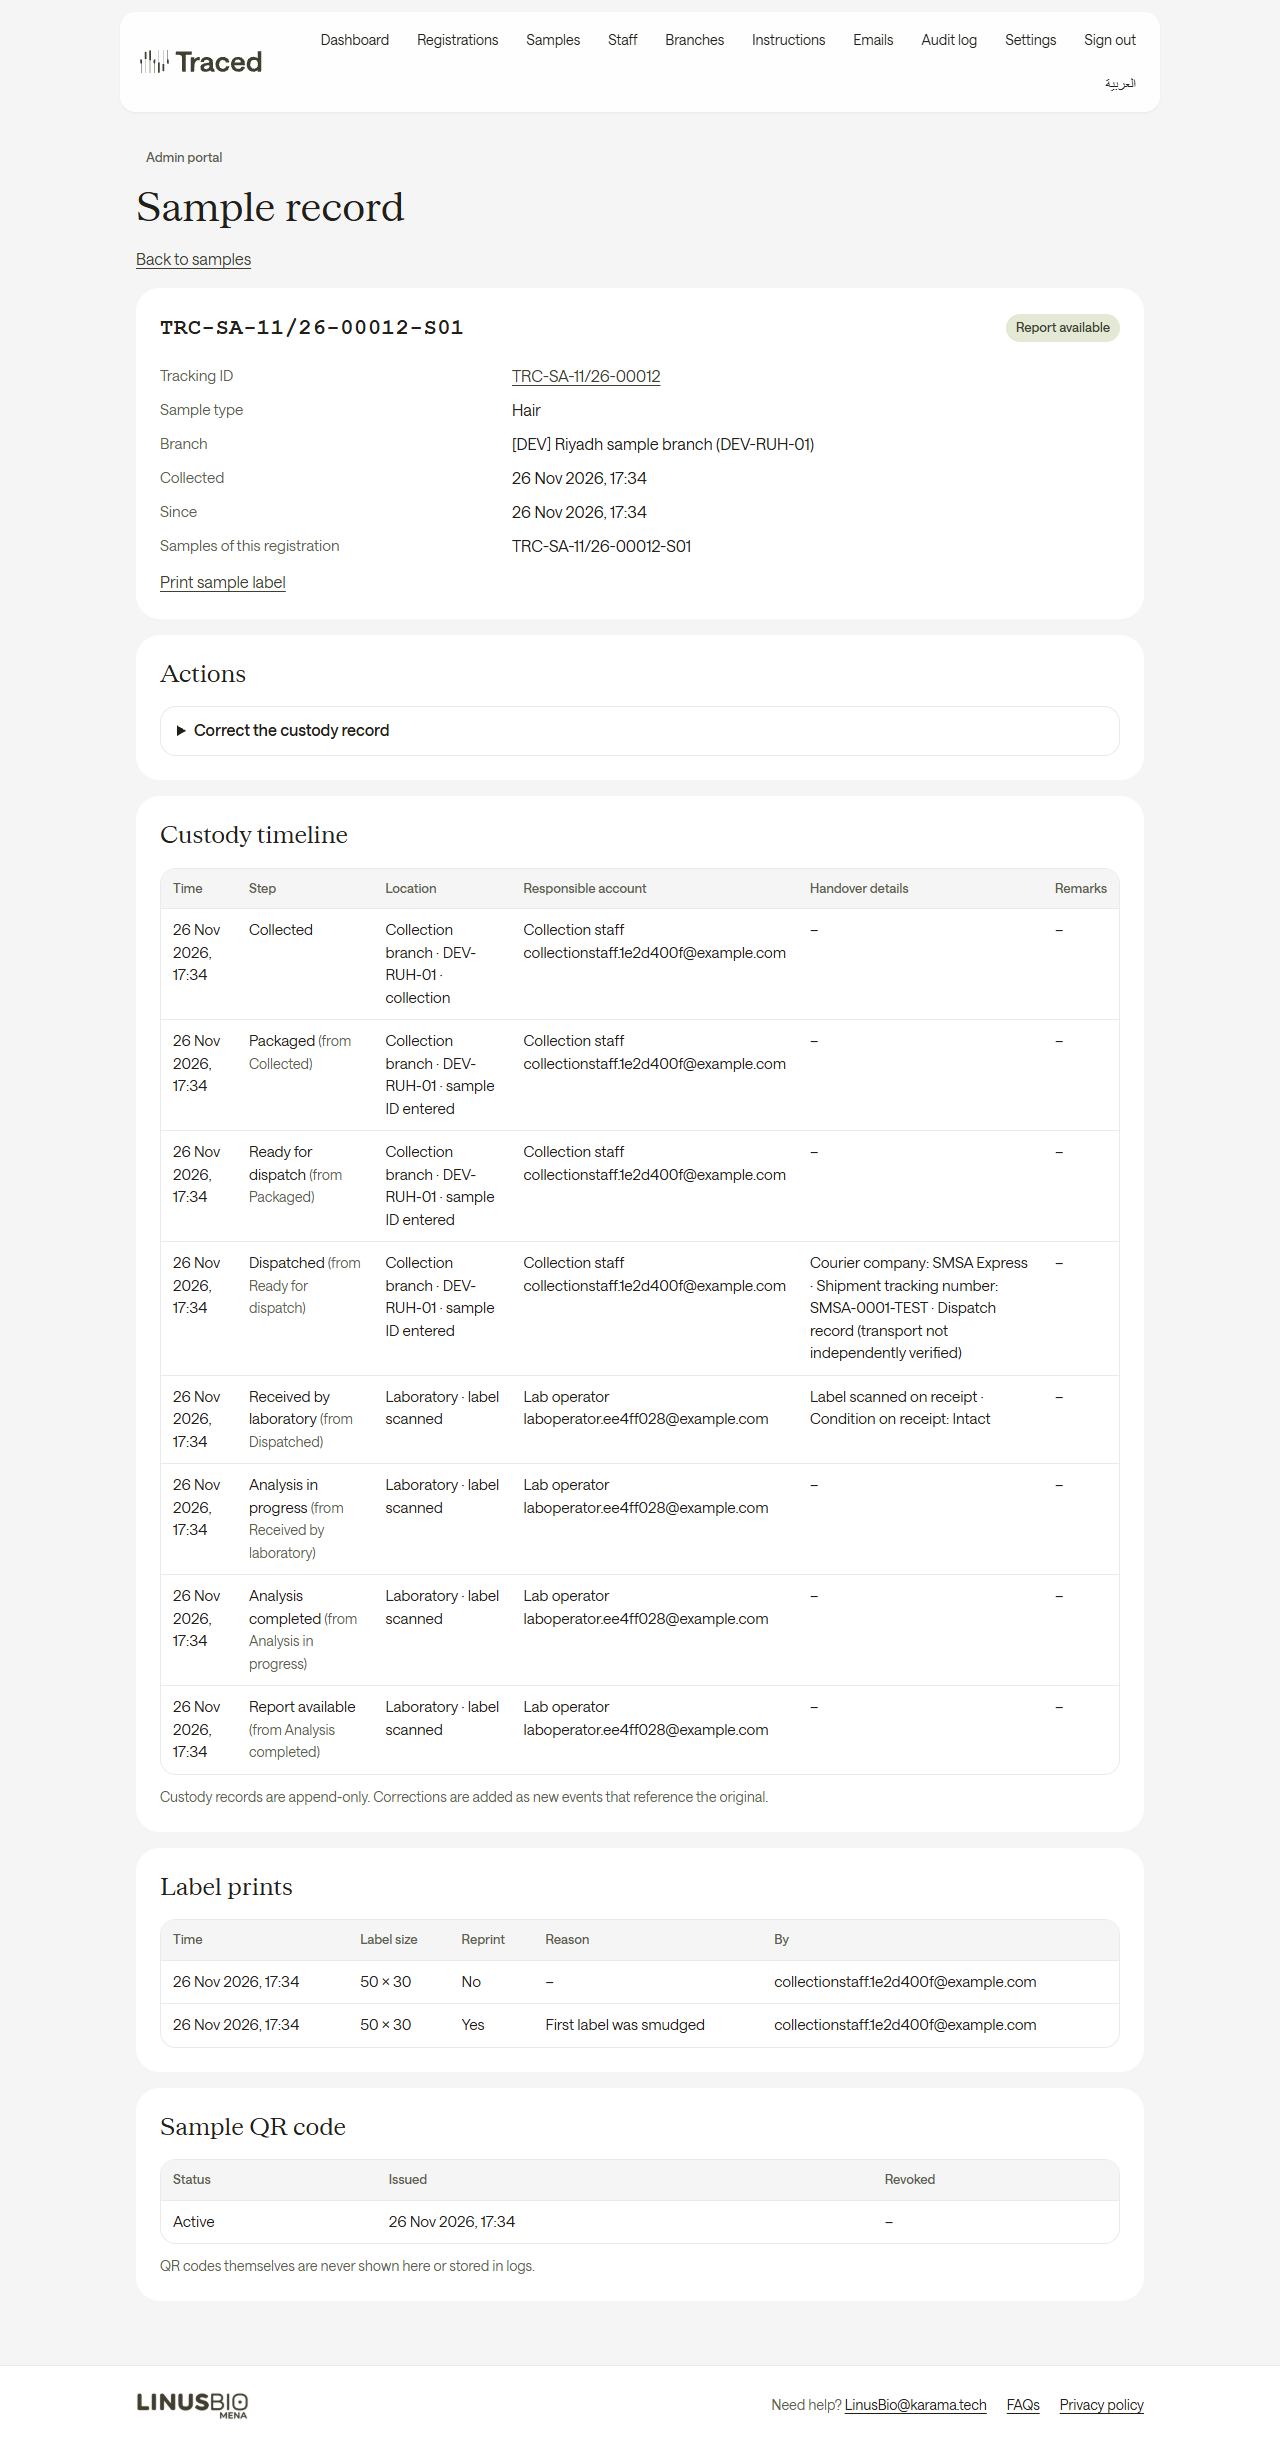 Traced
Dashboard Registrations Samples Staff Branches Instructions Emails Audit log Settings Sign out
العربية
Admin portal
Sample record
Back to samples
TRC-SA-11/26-00012-S01
Report available
Tracking ID TRC-SA-11/26-00012
Sample type Hair
Branch [DEV] Riyadh sample branch (DEV-RUH-01)
Collected 26 Nov 2026, 17:34
Since 26 Nov 2026, 17:34
Samples of this registration TRC-SA-11/26-00012-S01
Print sample label
Actions
Correct the custody record
Custody timeline
Time Step Location Responsible account Handover details Remarks
26 Nov Collected Collection Collection staff – –
2026, branch · DEV- collectionstaff.1e2d400f@example.com
17:34 RUH-01 ·
collection
26 Nov Packaged (from Collection Collection staff – –
2026, Collected) branch · DEV- collectionstaff.1e2d400f@example.com
17:34 RUH-01 · sample
ID entered
26 Nov Ready for Collection Collection staff – –
2026, dispatch (from branch · DEV- collectionstaff.1e2d400f@example.com
17:34 Packaged) RUH-01 · sample
ID entered
26 Nov Dispatched (from Collection Collection staff Courier company: SMSA Express –
2026, Ready for branch · DEV- collectionstaff.1e2d400f@example.com · Shipment tracking number:
17:34 dispatch) RUH-01 · sample SMSA-0001-TEST · Dispatch
ID entered record (transport not
independently verified)
26 Nov Received by Laboratory · label Lab operator Label scanned on receipt · –
2026, laboratory (from scanned laboperator.ee4ff028@example.com Condition on receipt: Intact
17:34 Dispatched)
26 Nov Analysis in Laboratory · label Lab operator – –
2026, progress (from scanned laboperator.ee4ff028@example.com
17:34 Received by
laboratory)
26 Nov Analysis Laboratory · label Lab operator – –
2026, completed (from scanned laboperator.ee4ff028@example.com
17:34 Analysis in
progress)
26 Nov Report available Laboratory · label Lab operator – –
2026, (from Analysis scanned laboperator.ee4ff028@example.com
17:34 completed)
Custody records are append-only. Corrections are added as new events that reference the original.
Label prints
Time Label size Reprint Reason By
26 Nov 2026, 17:34 50 × 30 No – collectionstaff.1e2d400f@example.com
26 Nov 2026, 17:34 50 × 30 Yes First label was smudged collectionstaff.1e2d400f@example.com
Sample QR code
Status Issued Revoked
Active 26 Nov 2026, 17:34 –
QR codes themselves are never shown here or stored in logs.
LINUSBIO
MENA
Need help? LinusBio@karama.tech FAQs Privacy policy